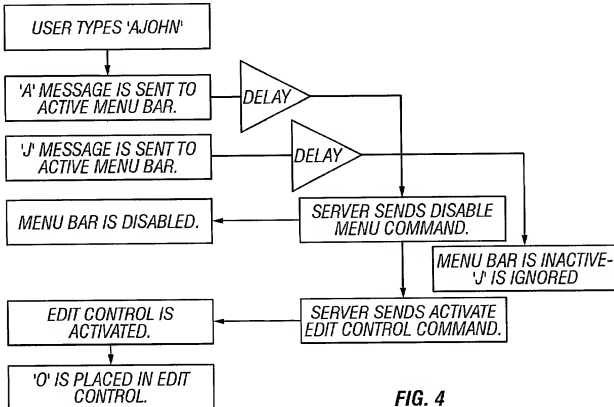 USER TYPES 'AJOHN'
'A' MESSAGE IS SENT TO
ACTIVE MENU BAR.
DELAY
'J' MESSAGE IS SENT TO
ACTIVE MENU BAR.
DELAY
MENU BAR IS DISABLED.
SERVER SENDS DISABLE
MENU COMMAND.
MENU BAR IS INACTIVE-
'J' IS IGNORED
EDIT CONTROL IS
ACTIVATED.
SERVER SENDS ACTIVATE
EDIT CONTROL COMMAND.
'O' IS PLACED IN EDIT
CONTROL.
FIG. 4